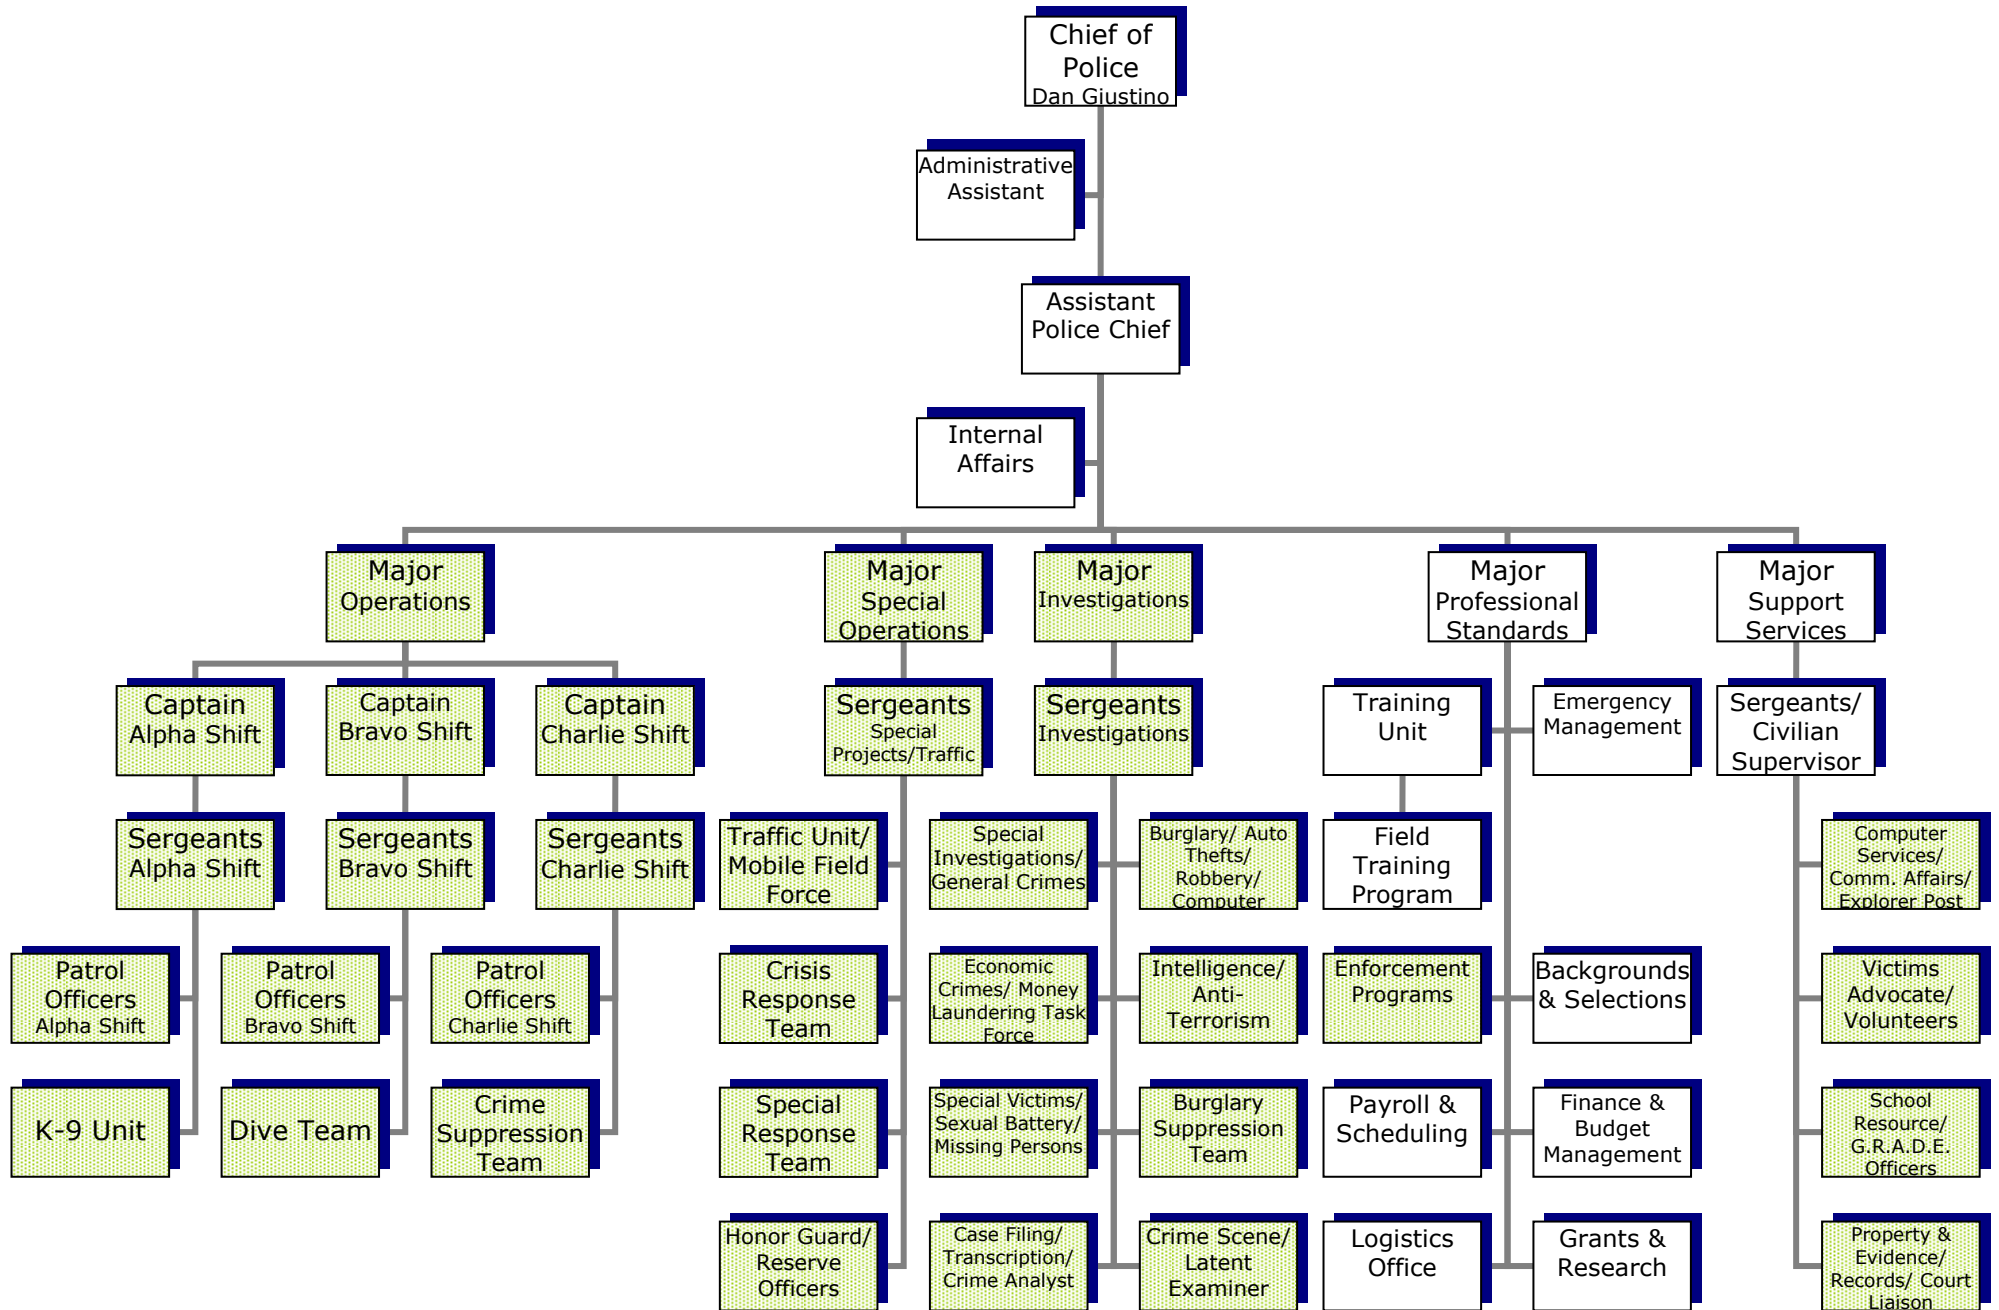 Chief of
Police
Dan Giustino
Administrative
Assistant
Assistant
Police Chief
Internal
Affairs
Major
Operations
Major
Special
Operations
Major
Investigations
Major
Professional
Standards
Major
Support
Services
Captain
Alpha Shift
Captain
Bravo Shift
Captain
Charlie Shift
Sergeants
Special
Projects/Traffic
Sergeants
Investigations
Training
Unit
Emergency
Management
Sergeants/
Civilian
Supervisor
Sergeants
Alpha Shift
Sergeants
Bravo Shift
Sergeants
Charlie Shift
Traffic Unit/
Mobile Field
Force
Special
Investigations/
General Crimes
Burglary/ Auto
Thefts/
Robbery/
Computer
Field
Training
Program
Computer
Services/
Comm. Affairs/
Explorer Post
Patrol
Officers
Alpha Shift
Patrol
Officers
Bravo Shift
Patrol
Officers
Charlie Shift
Crisis
Response
Team
Economic
Crimes/ Money
Laundering Task
Force
Intelligence/
Anti-
Terrorism
Enforcement
Programs
Backgrounds
& Selections
Victims
Advocate/
Volunteers
K-9 Unit
Dive Team
Crime
Suppression
Team
Special
Response
Team
Special Victims/
Sexual Battery/
Missing Persons
Burglary
Suppression
Team
Payroll &
Scheduling
Finance &
Budget
Management
School
Resource/
G.R.A.D.E.
Officers
Honor Guard/
Reserve
Officers
Case Filing/
Transcription/
Crime Analyst
Crime Scene/
Latent
Examiner
Logistics
Office
Grants &
Research
Property &
Evidence/
Records/ Court
Liaison